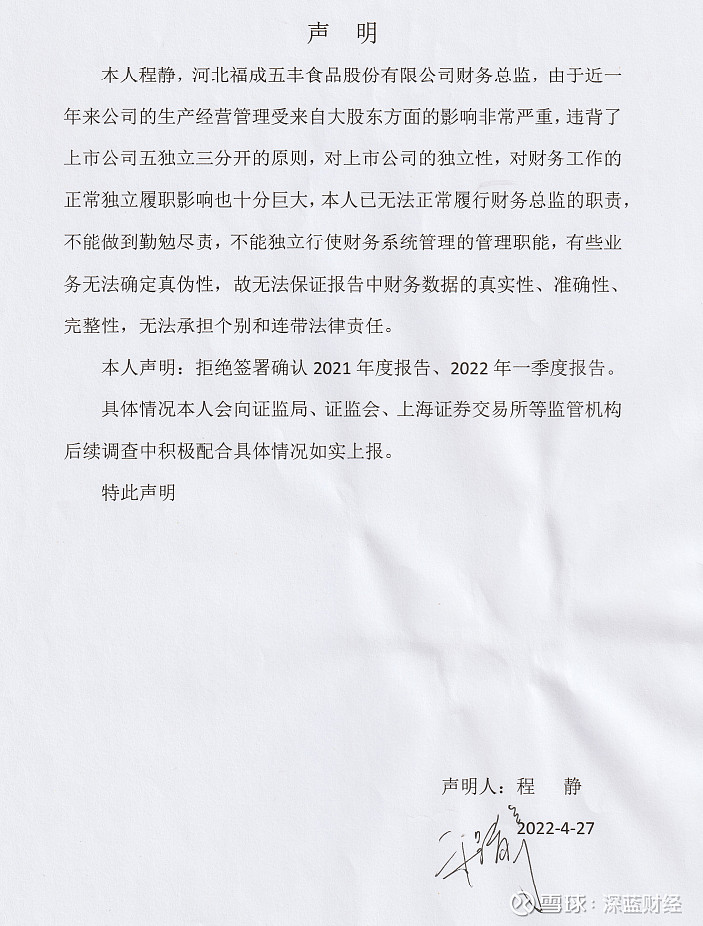 声 明
本人程静，河北福成五丰食品股份有限公司财务总监，由于近一
年来公司的生产经营管理受来自大股东方面的影响非常严重，违背了
上市公司五独立三分开的原则，对上市公司的独立性，对财务工作的
正常独立履职影响也十分巨大，本人已无法正常履行财务总监的职责，
不能做到勤勉尽责，不能独立行使财务系统管理的管理职能，有些业
务无法确定真伪性，故无法保证报告中财务数据的真实性、准确性、
完整性，无法承担个别和连带法律责任。
本人声明：拒绝签署确认 2021 年度报告、2022 年一季度报告。
具体情况本人会向证监局、证监会、上海证券交易所等监管机构
后续调查中积极配合具体情况如实上报。
特此声明
声明人：程 静
2022-4-27
程静
雪球：深蓝财经